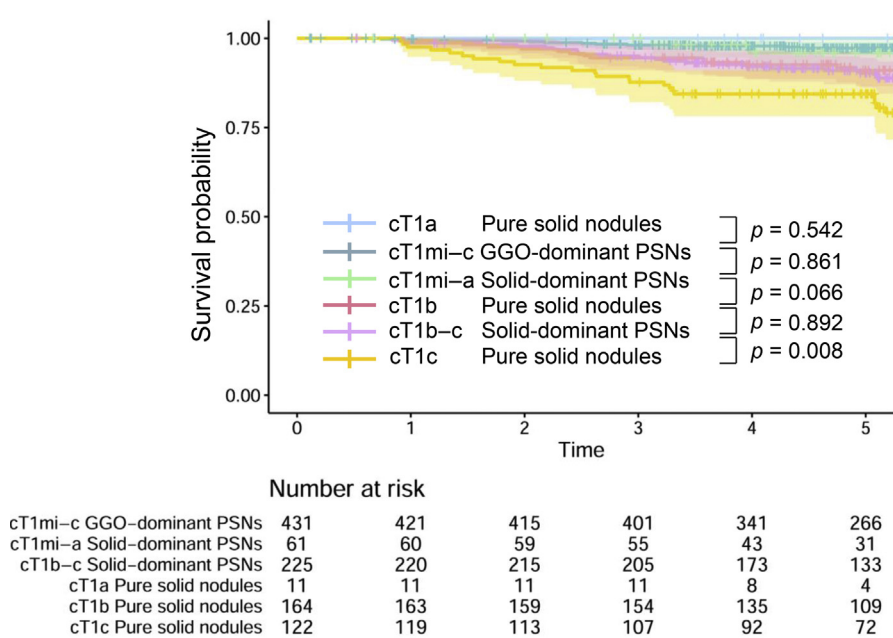 1.00
0.75
0.50
0.25
0.00
Survival probability
cT1a Pure solid nodules
cT1mi–c GGO-dominant PSNs
cT1mi–a Solid-dominant PSNs
cT1b Pure solid nodules
cT1b–c Solid-dominant PSNs
cT1c Pure solid nodules
p = 0.542
p = 0.861
p = 0.066
p = 0.892
p = 0.008
0 1 2 3 4 5
Time
Number at risk
cT1mi–c GGO–dominant PSNs 431 421 415 401 341 266
cT1mi–a Solid–dominant PSNs 61 60 59 55 43 31
cT1b–c Solid–dominant PSNs 225 220 215 205 173 133
cT1a Pure solid nodules 11 11 11 11 8 4
cT1b Pure solid nodules 164 163 159 154 135 109
cT1c Pure solid nodules 122 119 113 107 92 72